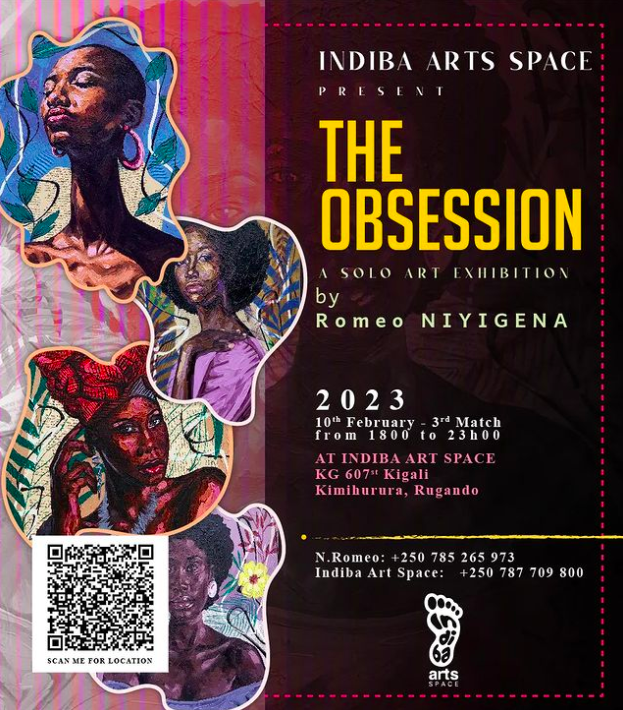 INDIBA ARTS SPACE
PRESENT
THE
OBSESSION
A SOLO ART EXHIBITION
by
Romeo NIYIGENA
2023
10th February - 3rd Match
from 1800 to 23h00
AT INDIBA ART SPACE
KG 607st Kigali
Kimihurura, Rugando
N.Romeo: +250 785 265 973
Indiba Art Space: +250 787 709 800
SCAN ME FOR LOCATION
indiba
arts
SPACE